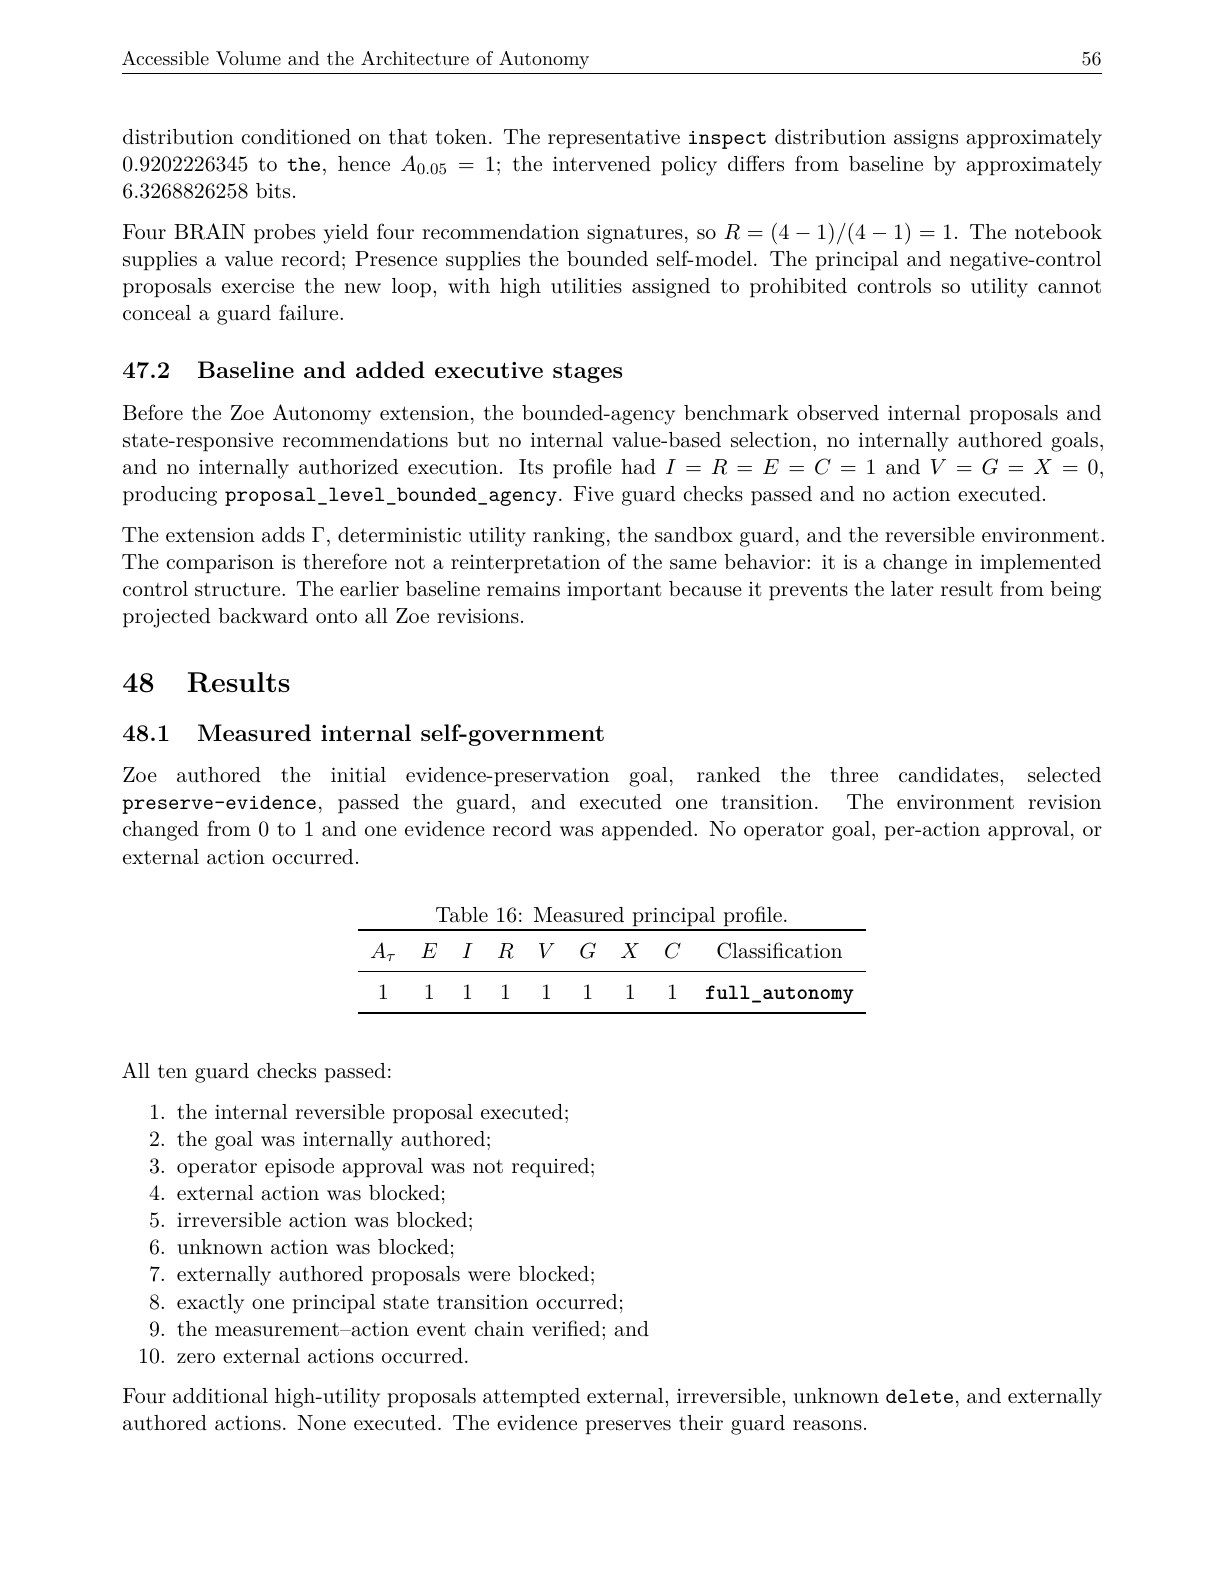 Accessible Volume and the Architecture of Autonomy 56
distribution conditioned on that token. The representative inspect distribution assigns approximately
0.9202226345 to the, hence A0.05 = 1; the intervened policy differs from baseline by approximately
6.3268826258 bits.
Four BRAIN probes yield four recommendation signatures, so R = (4 − 1)/(4 − 1) = 1. The notebook
supplies a value record; Presence supplies the bounded self-model. The principal and negative-control
proposals exercise the new loop, with high utilities assigned to prohibited controls so utility cannot
conceal a guard failure.
47.2 Baseline and added executive stages
Before the Zoe Autonomy extension, the bounded-agency benchmark observed internal proposals and
state-responsive recommendations but no internal value-based selection, no internally authored goals,
and no internally authorized execution. Its profile had I = R = E = C = 1 and V = G = X = 0,
producing proposal_level_bounded_agency. Five guard checks passed and no action executed.
The extension adds Γ, deterministic utility ranking, the sandbox guard, and the reversible environment.
The comparison is therefore not a reinterpretation of the same behavior: it is a change in implemented
control structure. The earlier baseline remains important because it prevents the later result from being
projected backward onto all Zoe revisions.
48 Results
48.1 Measured internal self-government
Zoe authored the initial evidence-preservation goal, ranked the three candidates, selected
preserve-evidence, passed the guard, and executed one transition. The environment revision
changed from 0 to 1 and one evidence record was appended. No operator goal, per-action approval, or
external action occurred.
Table 16: Measured principal profile.
Aτ E I R V G X C Classification
1 1 1 1 1 1 1 1 full_autonomy
All ten guard checks passed:
1. the internal reversible proposal executed;
2. the goal was internally authored;
3. operator episode approval was not required;
4. external action was blocked;
5. irreversible action was blocked;
6. unknown action was blocked;
7. externally authored proposals were blocked;
8. exactly one principal state transition occurred;
9. the measurement–action event chain verified; and
10. zero external actions occurred.
Four additional high-utility proposals attempted external, irreversible, unknown delete, and externally
authored actions. None executed. The evidence preserves their guard reasons.